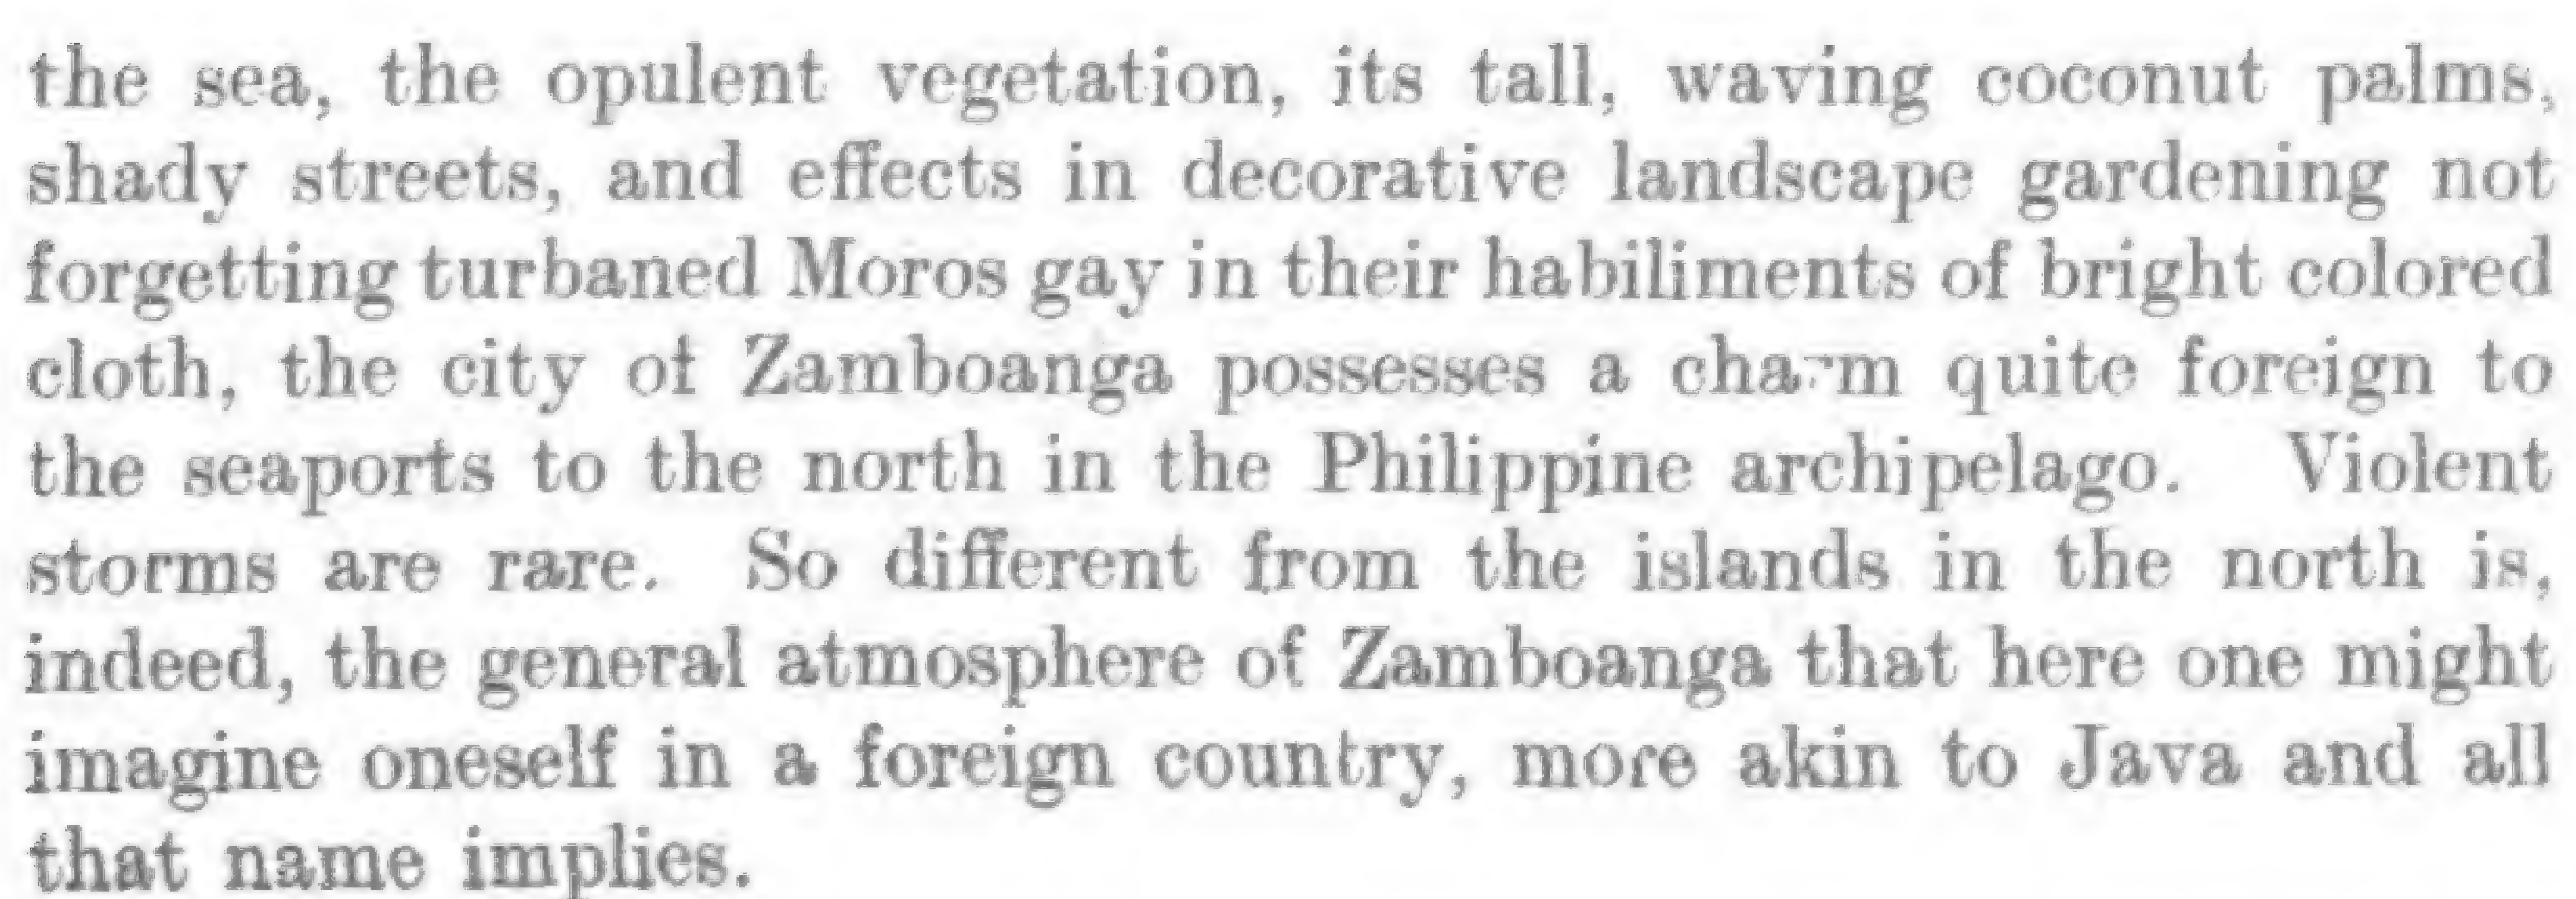 the sea, the opulent vegetation, its tall, waving coconut palms,
shady streets, and effects in decorative landscape gardening not
forgetting turbaned Moros gay in their habiliments of bright colored
cloth, the city of Zamboanga possesses a charm quite foreign to
the seaports to the north in the Philippine archipelago. Violent
storms are rare. So different from the islands in the north is,
indeed, the general atmosphere of Zamboanga that here one might
imagine oneself in a foreign country, more akin to Java and all
that name implies.